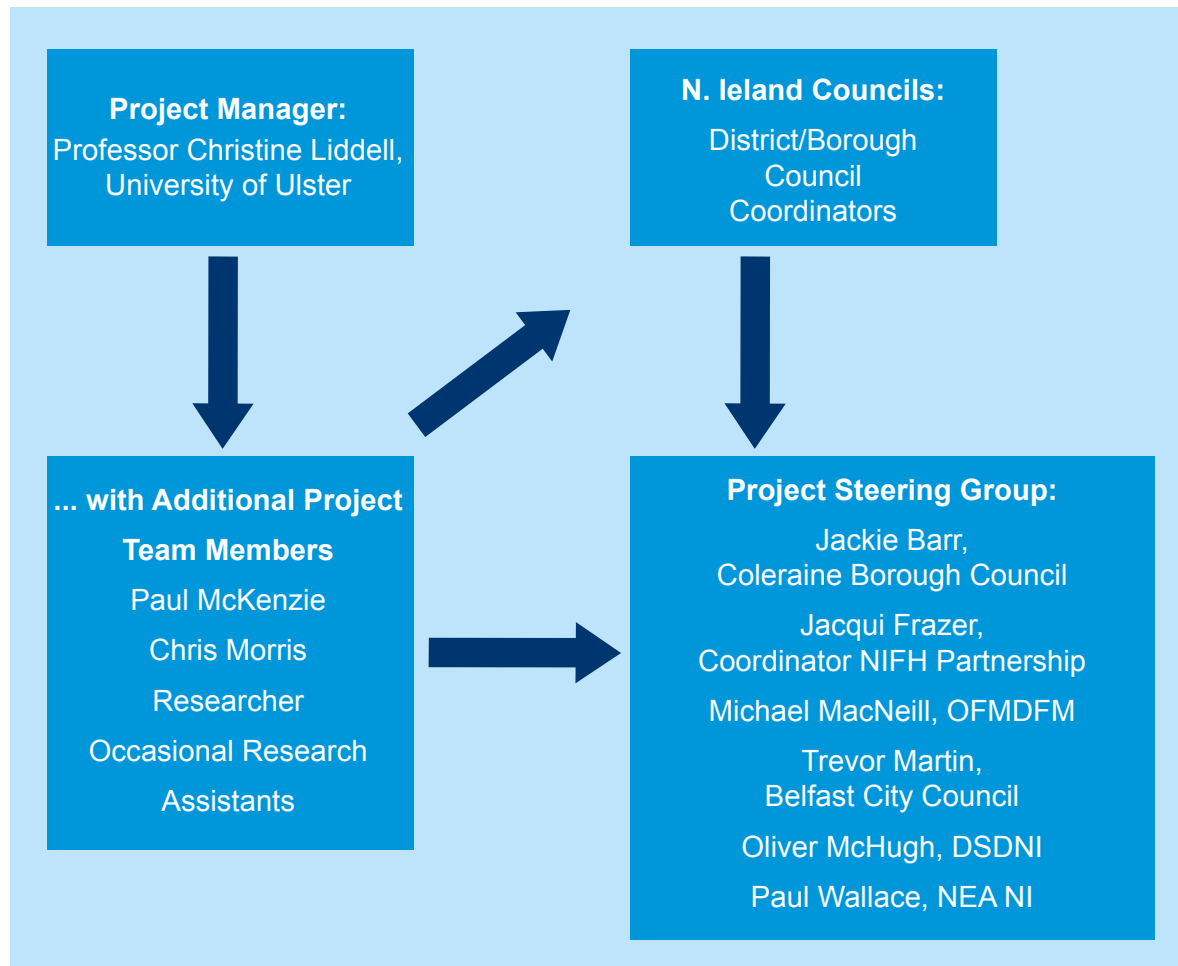 Project Manager:
Professor Christine Liddell,
University of Ulster
N. Ieland Councils:
District/Borough
Council
Coordinators
... with Additional Project
Team Members
Paul McKenzie
Chris Morris
Researcher
Occasional Research
Assistants
Project Steering Group:
Jackie Barr,
Coleraine Borough Council
Jacqui Frazer,
Coordinator NIFH Partnership
Michael MacNeill, OFMDFM
Trevor Martin,
Belfast City Council
Oliver McHugh, DSDNI
Paul Wallace, NEA NI